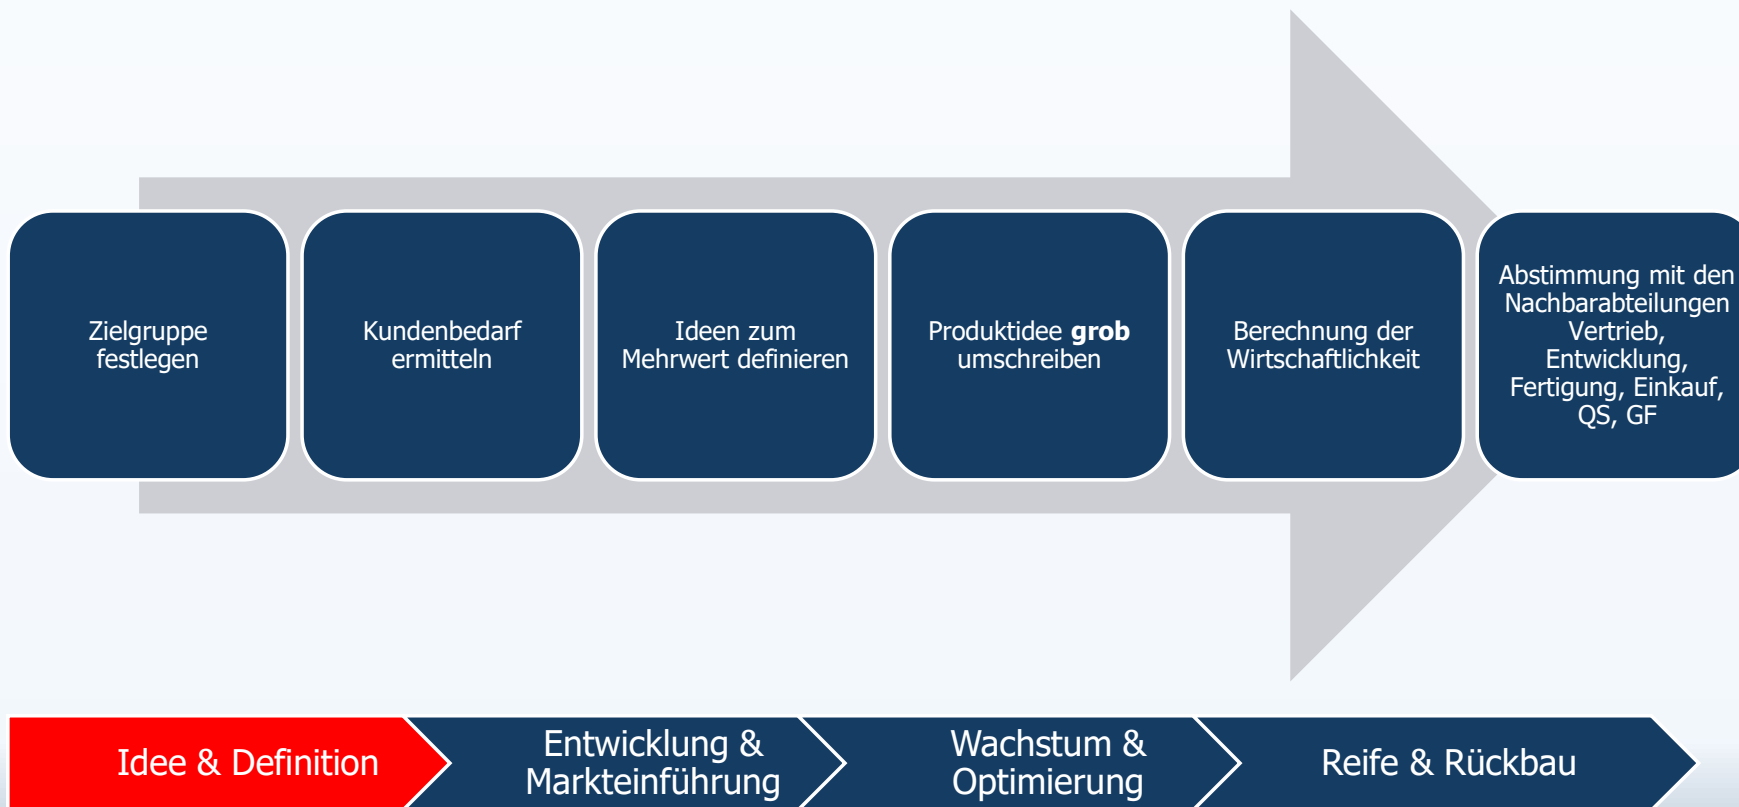 Zielgruppe
festlegen
Kundenbedarf
ermitteln
Ideen zum
Mehrwert definieren
Produktidee grob
umschreiben
Berechnung der
Wirtschaftlichkeit
Abstimmung mit den
Nachbarabteilungen
Vertrieb,
Entwicklung,
Fertigung, Einkauf,
QS, GF
Idee & Definition
Entwicklung &
Markteinführung
Wachstum &
Optimierung
Reife & Rückbau